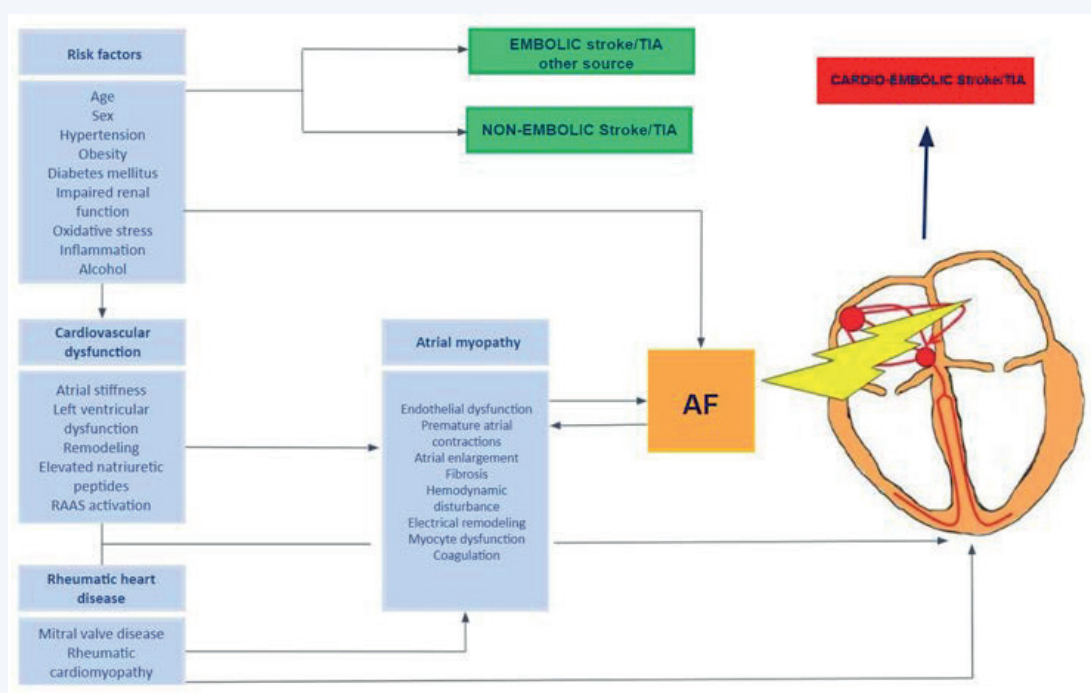 Risk factors
Age
Sex
Hypertension
Obesity
Diabetes mellitus
Impaired renal
function
Oxidative stress
Inflammation
Alcohol
EMBOLIC stroke/TIA
other source
NON-EMBOLIC Stroke/TIA
CARDIO-EMBOLIC Stroke/TIA
Cardiovascular
dysfunction
Atrial stiffness
Left ventricular
dysfunction
Remodeling
Elevated natriuretic
peptides
RAAS activation
Atrial myopathy
Endothelial dysfunction
Premature atrial
contractions
Atrial enlargement
Fibrosis
Hemodynamic
disturbance
Electrical remodeling
Myocyte dysfunction
Coagulation
AF
Rheumatic heart
disease
Mitral valve disease
Rheumatic
cardiomyopathy